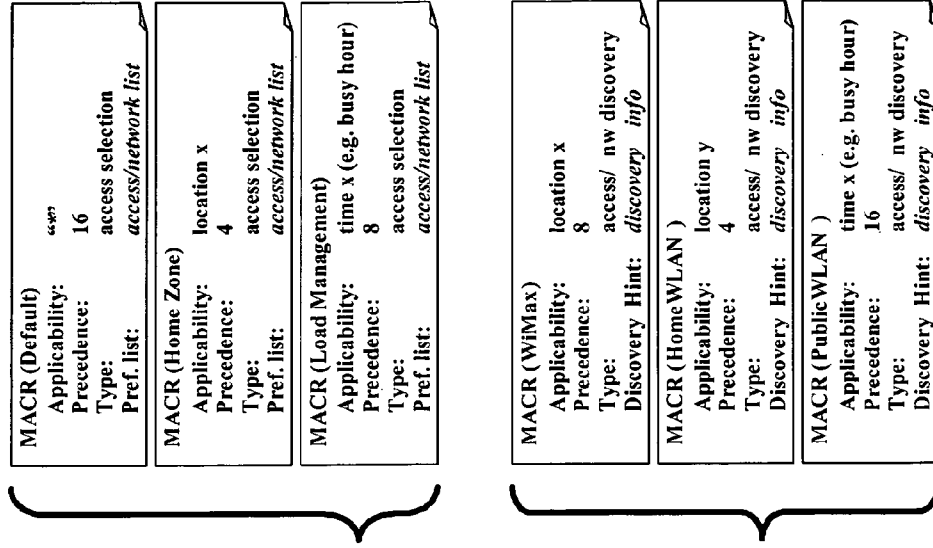 MACR (Default)
Applicability: “*”
Precedence: 16
Type: access selection
Pref. list: access/network list
MACR (Home Zone)
Applicability: location x
Precedence: 4
Type: access selection
Pref. list: access/network list
MACR (Load Management)
Applicability: time x (e.g. busy hour)
Precedence: 8
Type: access selection
Pref. list: access/network list
MACR (WiMax)
Applicability: location x
Precedence: 8
Type: access/ nw discovery
Discovery Hint: discovery info
MACR (Home WLAN )
Applicability: location y
Precedence: 4
Type: access/ nw discovery
Discovery Hint: discovery info
MACR (Public WLAN )
Applicability: time x (e.g. busy hour)
Precedence: 16
Type: access/ nw discovery
Discovery Hint: discovery info